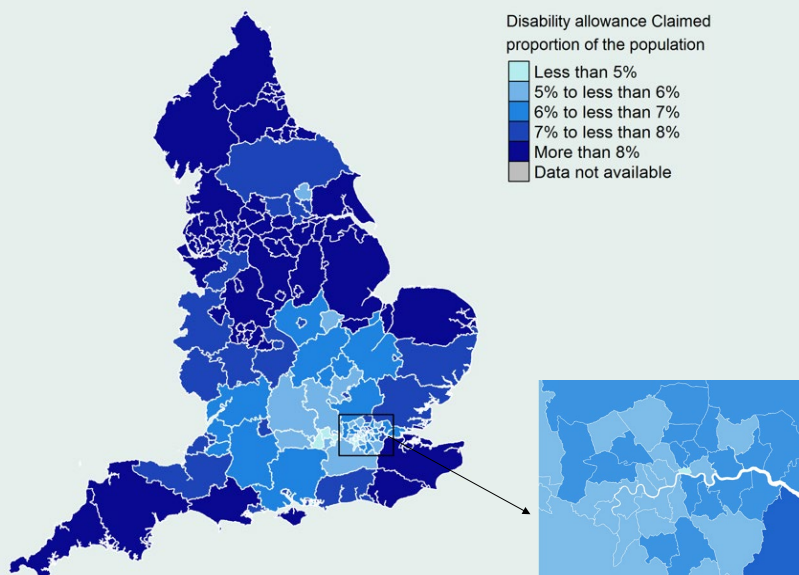 Disability allowance Claimed
proportion of the population
Less than 5%
5% to less than 6%
6% to less than 7%
7% to less than 8%
More than 8%
Data not available